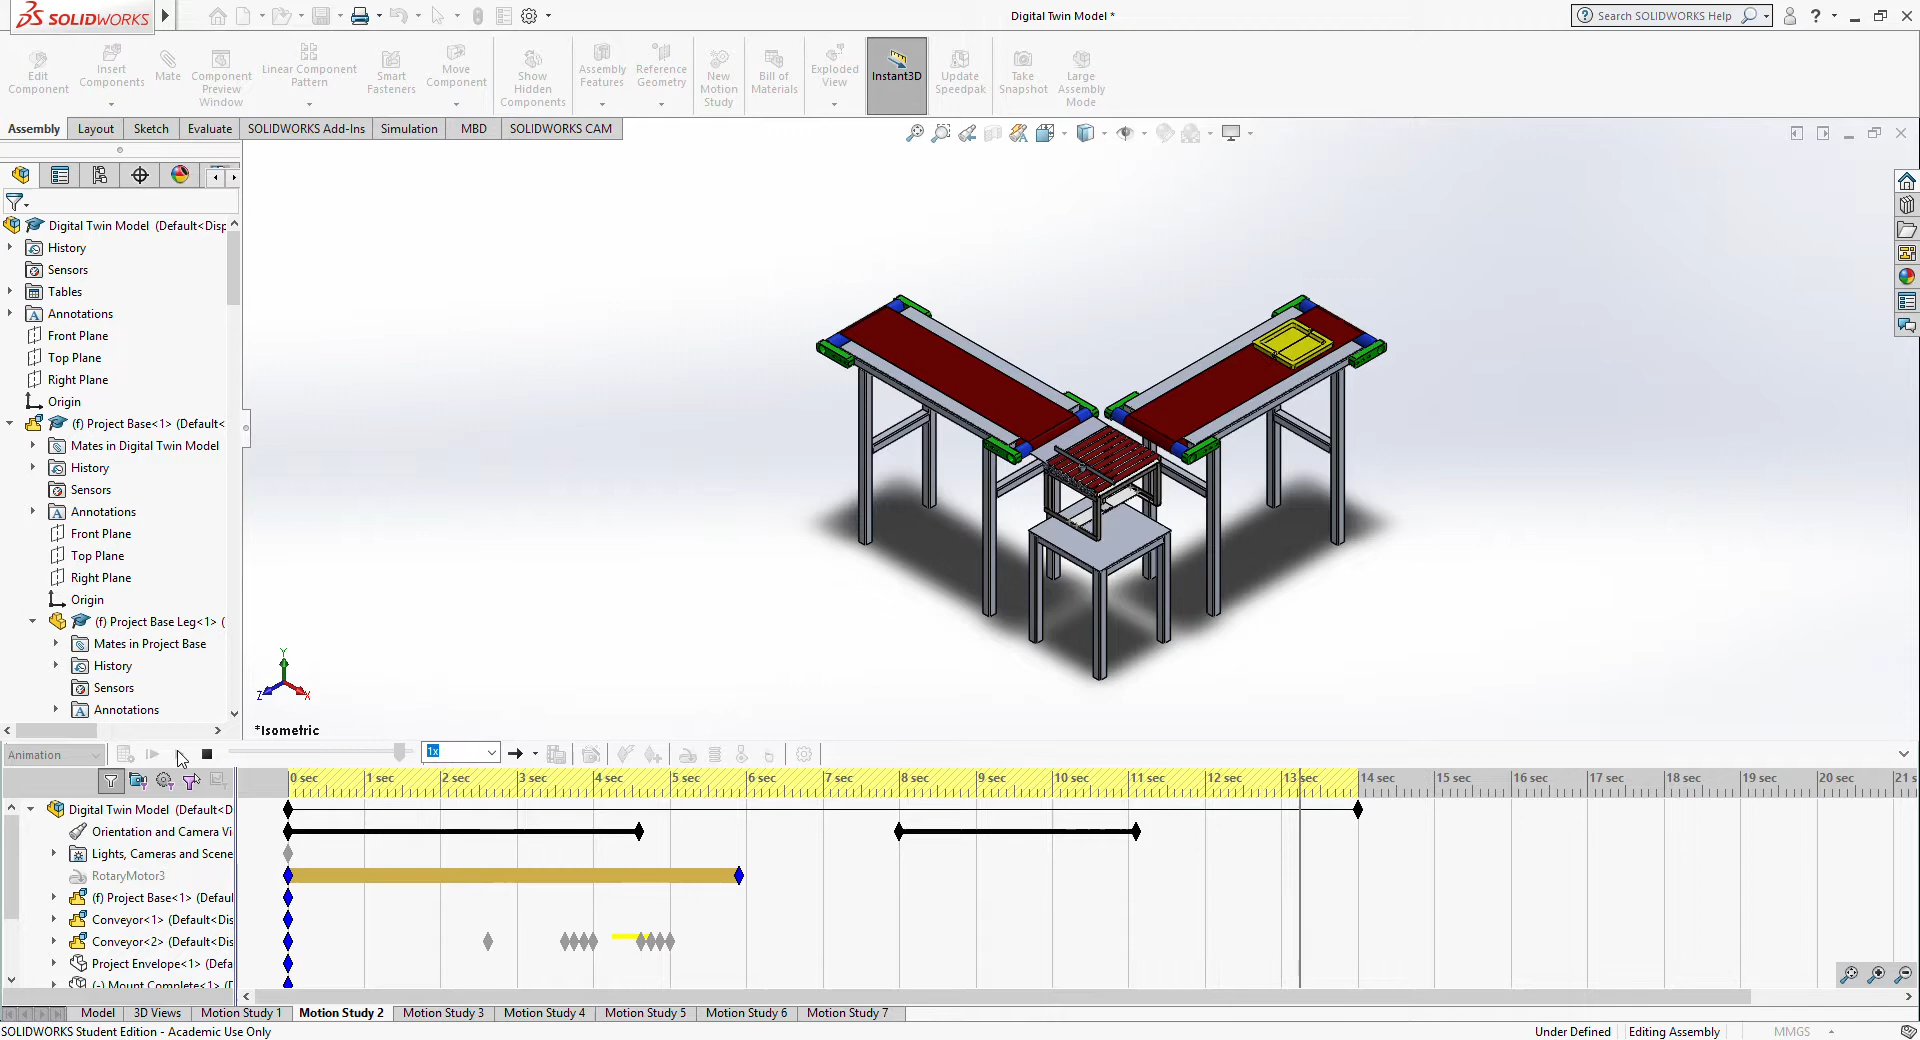 SOLIDWORKS
Digital Twin Model *
Search SOLIDWORKS Help
Edit Component
Insert Components
Mate
Component Preview Window
Linear Component Pattern
Smart Fasteners
Move Component
Show Hidden Components
Assembly Features
Reference Geometry
New Motion Study
Bill of Materials
Exploded View
Instant3D
Update Speedpak
Take Snapshot
Large Assembly Mode
Assembly Layout Sketch Evaluate SOLIDWORKS Add-Ins Simulation MBD SOLIDWORKS CAM
Digital Twin Model (Default<Disp
History
Sensors
Tables
Annotations
Front Plane
Top Plane
Right Plane
Origin
(f) Project Base<1> (Default<
Mates in Digital Twin Model
History
Sensors
Annotations
Front Plane
Top Plane
Right Plane
Origin
(f) Project Base Leg<1> (
Mates in Project Base
History
Sensors
Annotations
Y
Z
X
*Isometric
Animation
1x
0 sec 1 sec 2 sec 3 sec 4 sec 5 sec 6 sec 7 sec 8 sec 9 sec 10 sec 11 sec 12 sec 13 sec 14 sec 15 sec 16 sec 17 sec 18 sec 19 sec 20 sec 21 s
Digital Twin Model (Default<D
Orientation and Camera Vi
Lights, Cameras and Scene
RotaryMotor3
(f) Project Base<1> (Defaul
Conveyor<1> (Default<Dis
Conveyor<2> (Default<Dis
Project Envelope<1> (Defa
(-) Mount Complete<1> (D
Model 3D Views Motion Study 1 Motion Study 2 Motion Study 3 Motion Study 4 Motion Study 5 Motion Study 6 Motion Study 7
SOLIDWORKS Student Edition - Academic Use Only
Under Defined Editing Assembly MMGS